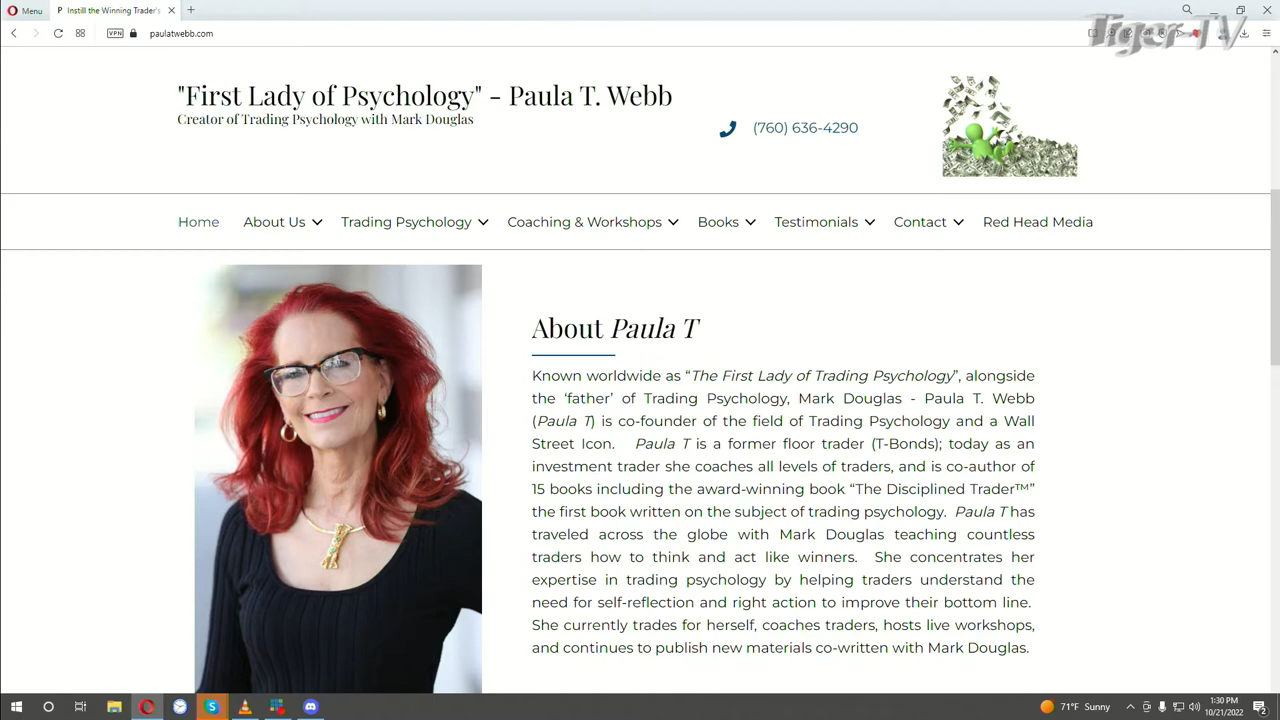 Menu
P Instill the Winning Trader's
VPN paulatwebb.com
Tiger TV
"First Lady of Psychology" - Paula T. Webb
Creator of Trading Psychology with Mark Douglas
(760) 636-4290
Home About Us Trading Psychology Coaching & Workshops Books Testimonials Contact Red Head Media
About Paula T
Known worldwide as “The First Lady of Trading Psychology”, alongside
the ‘father’ of Trading Psychology, Mark Douglas - Paula T. Webb
(Paula T) is co-founder of the field of Trading Psychology and a Wall
Street Icon. Paula T is a former floor trader (T-Bonds); today as an
investment trader she coaches all levels of traders, and is co-author of
15 books including the award-winning book “The Disciplined Trader™”
the first book written on the subject of trading psychology. Paula T has
traveled across the globe with Mark Douglas teaching countless
traders how to think and act like winners. She concentrates her
expertise in trading psychology by helping traders understand the
need for self-reflection and right action to improve their bottom line.
She currently trades for herself, coaches traders, hosts live workshops,
and continues to publish new materials co-written with Mark Douglas.
71°F Sunny
1:30 PM
10/21/2022
2